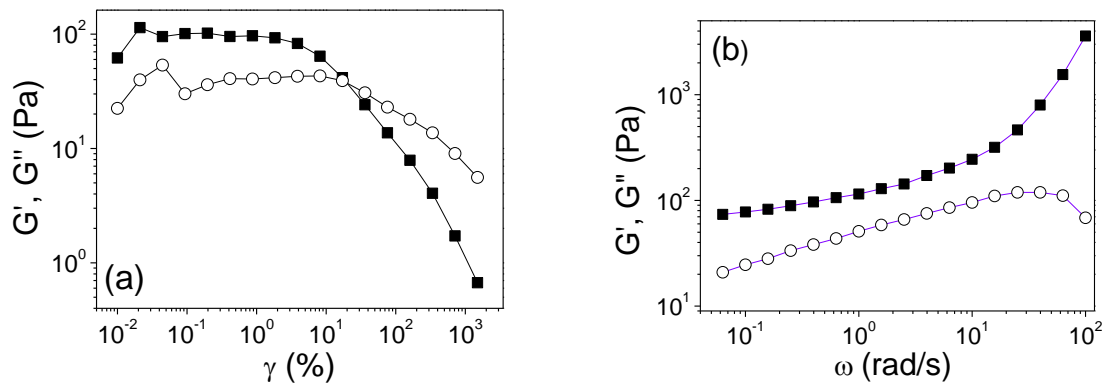 G', G" (Pa)
10²
10¹
10⁰
(a)
10⁻² 10⁻¹ 10⁰ 10¹ 10² 10³
γ (%)
G', G" (Pa)
(b)
10³
10²
10¹
10⁻¹ 10⁰ 10¹ 10²
ω (rad/s)